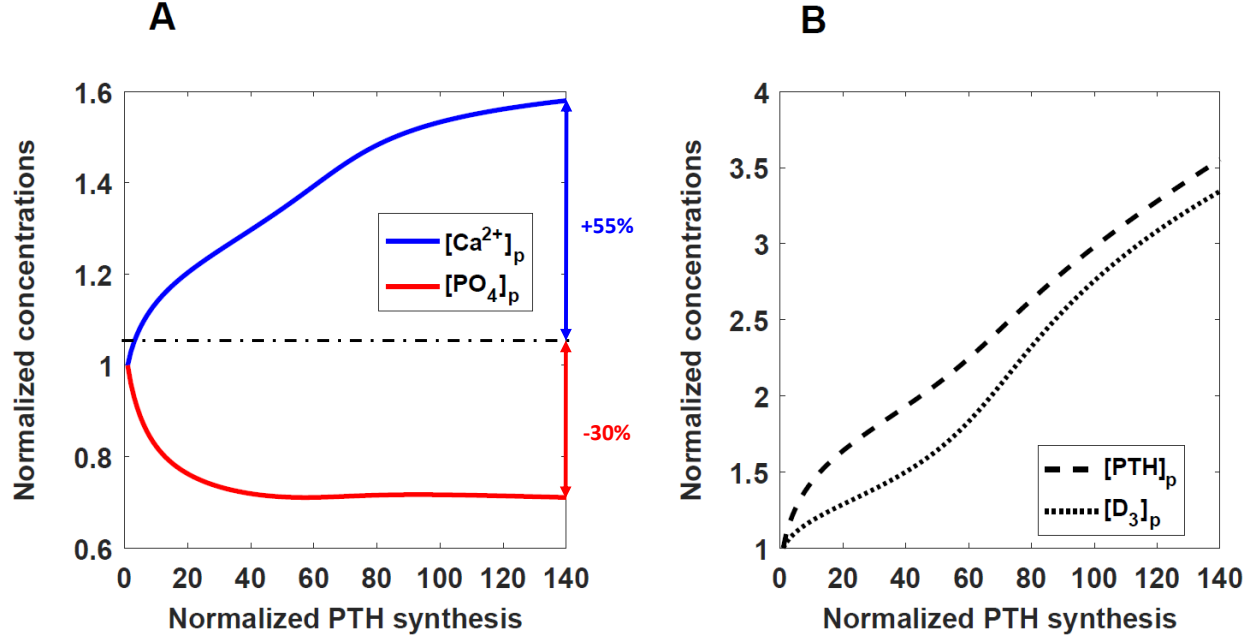 A
Normalized concentrations
1.6
1.4
1.2
1
0.8
0.6
[Ca²⁺]ₚ
[PO₄]ₚ
+55%
-30%
0 20 40 60 80 100 120 140
Normalized PTH synthesis
B
Normalized concentrations
4
3.5
3
2.5
2
1.5
1
[PTH]ₚ
[D₃]ₚ
0 20 40 60 80 100 120 140
Normalized PTH synthesis